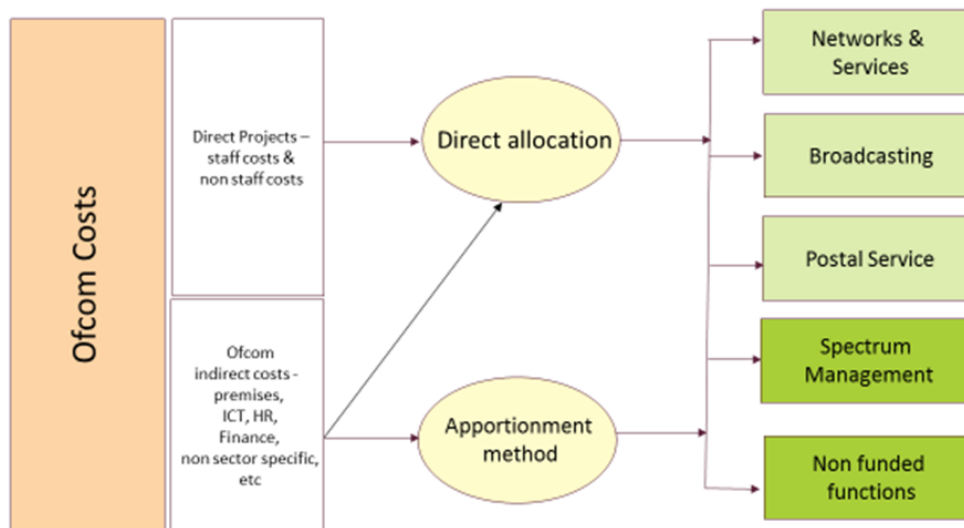 Ofcom Costs
Direct Projects –
staff costs &
non staff costs
Ofcom
indirect costs -
premises,
ICT, HR,
Finance,
non sector specific,
etc
Direct allocation
Apportionment
method
Networks &
Services
Broadcasting
Postal Service
Spectrum
Management
Non funded
functions